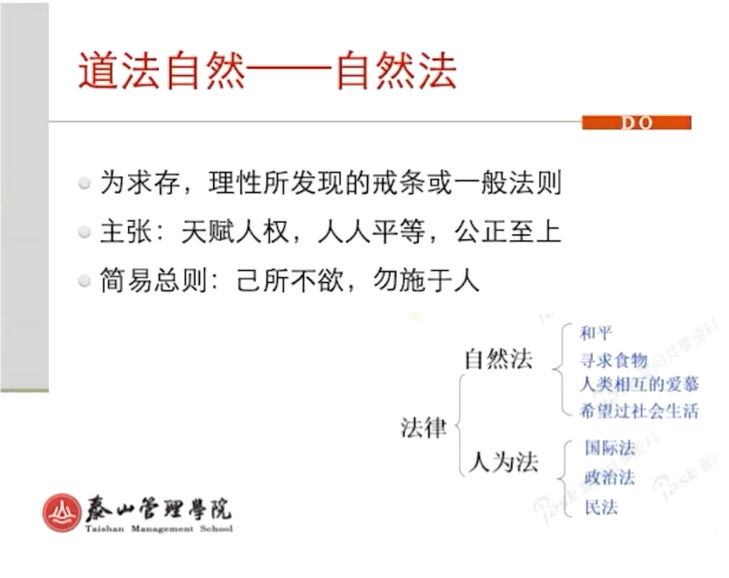 道法自然——自然法
DO
为求存，理性所发现的戒条或一般法则
主张：天赋人权，人人平等，公正至上
简易总则：己所不欲，勿施于人
法律
自然法
和平
寻求食物
人类相互的爱慕
希望过社会生活
人为法
国际法
政治法
民法
泰山管理學院
Taishan Management School